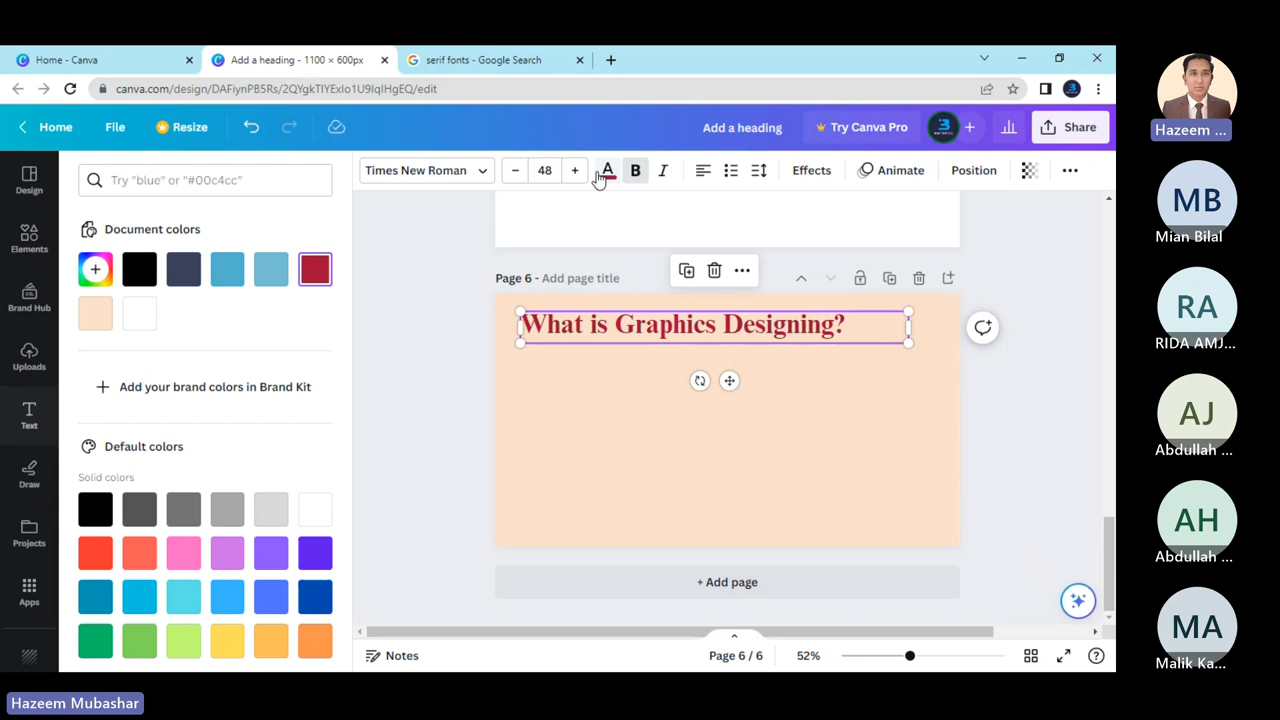 Home - Canva
Add a heading - 1100 × 600px
serif fonts - Google Search
canva.com/design/DAFiynPB5Rs/2QYgkTIYExIo1U9IqIHgEQ/edit
Home
File
Resize
Add a heading
Try Canva Pro
Share
Design
Elements
Brand Hub
Uploads
Text
Draw
Projects
Apps
Try "blue" or "#00c4cc"
Document colors
Add your brand colors in Brand Kit
Default colors
Solid colors
Times New Roman
48
A
B
I
Effects
Animate
Position
Page 6 - Add page title
What is Graphics Designing?
+ Add page
Notes
Page 6 / 6
52%
Hazeem ...
MB
Mian Bilal
RA
RIDA AMJ...
AJ
Abdullah ...
AH
Abdullah ...
MA
Malik Ka...
Hazeem Mubashar